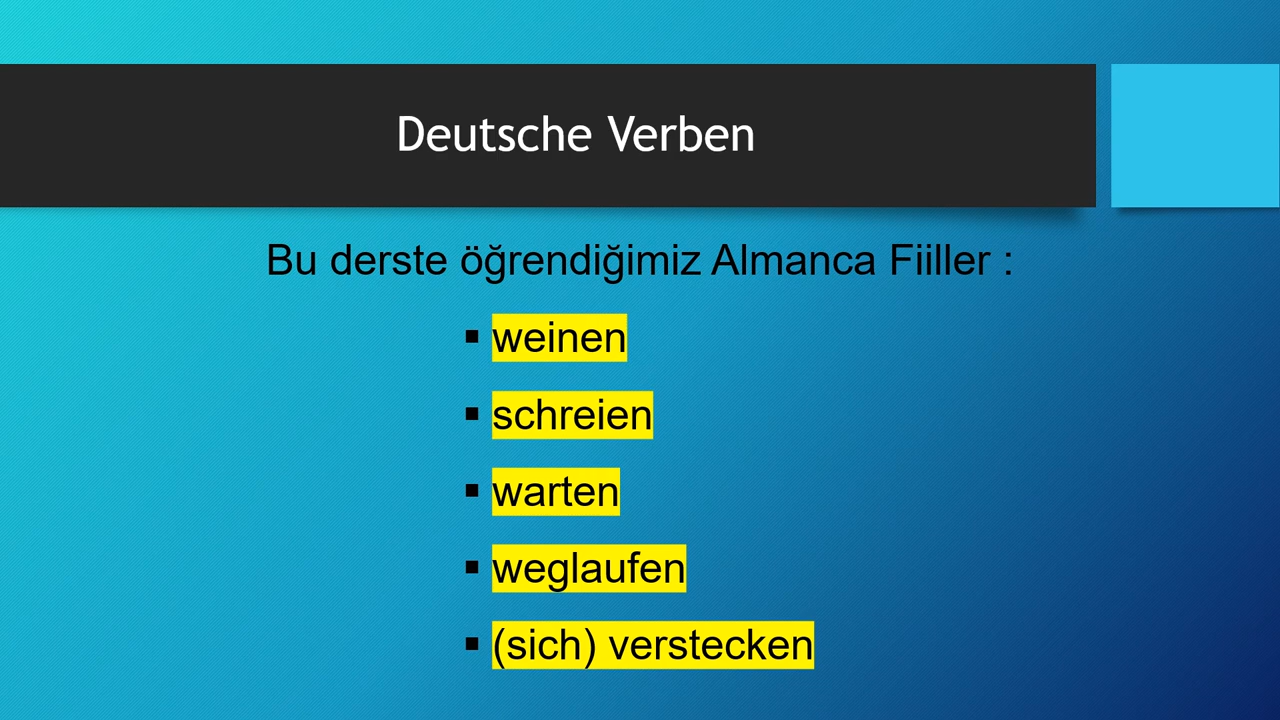 Deutsche Verben
Bu derste öğrendiğimiz Almanca Fiiller :
▪ weinen
▪ schreien
▪ warten
▪ weglaufen
▪ (sich) verstecken